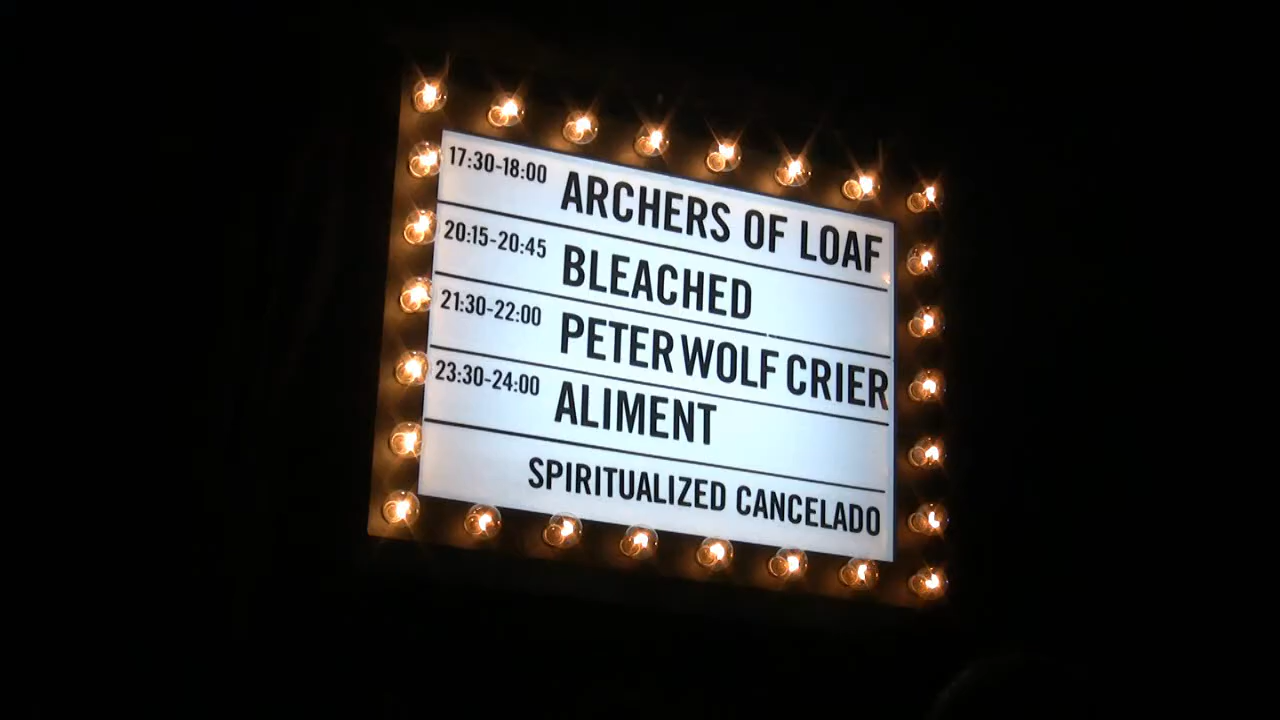 17:30-18:00 ARCHERS OF LOAF
20:15-20:45 BLEACHED
21:30-22:00 PETER WOLF CRIER
23:30-24:00 ALIMENT
SPIRITUALIZED CANCELADO